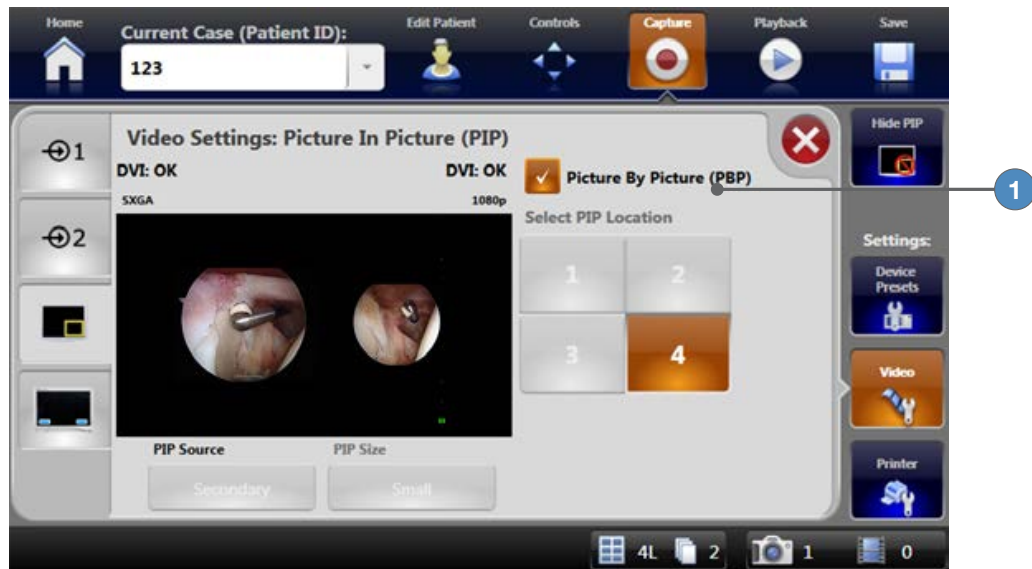 Home
Current Case (Patient ID):
123
Edit Patient
Controls
Capture
Playback
Save
1
2
Video Settings: Picture In Picture (PIP)
DVI: OK
DVI: OK
SXGA
1080p
Picture By Picture (PBP)
Select PIP Location
1
2
3
4
PIP Source
PIP Size
Secondary
Small
Hide PIP
1
Settings:
Device
Presets
Video
Printer
4L
2
1
0